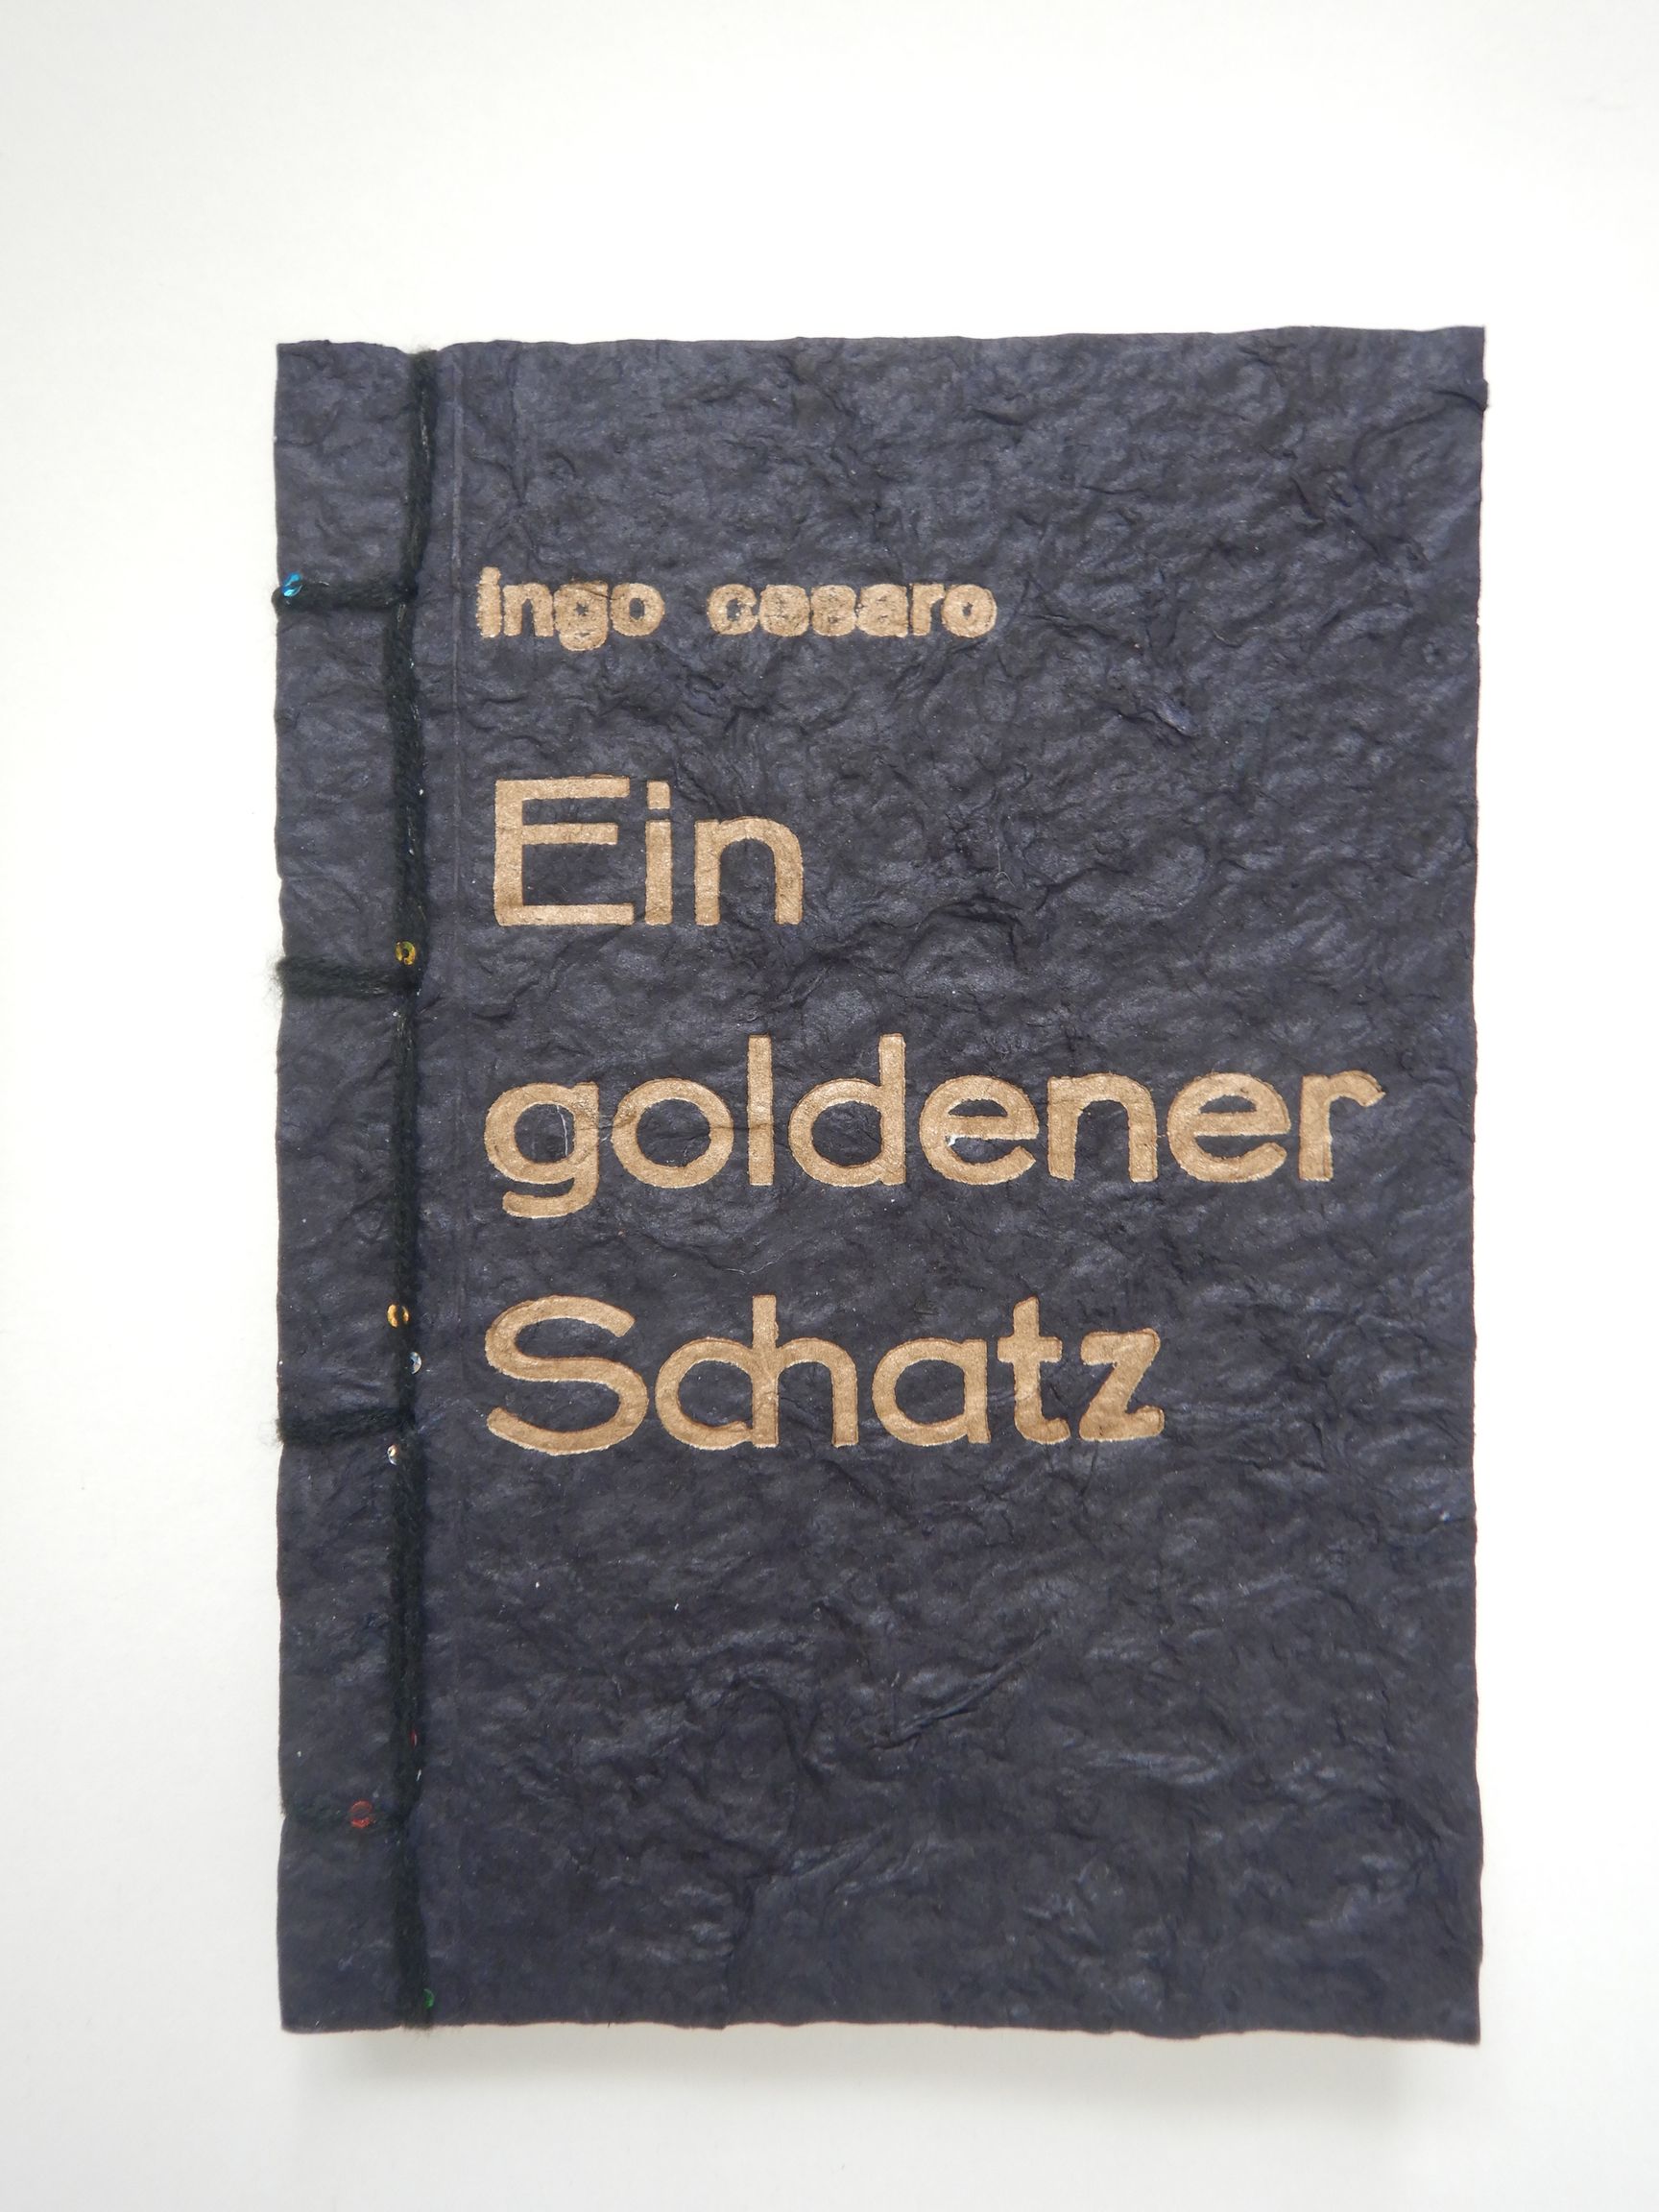 ingo cesaro
Ein
goldener
Schatz